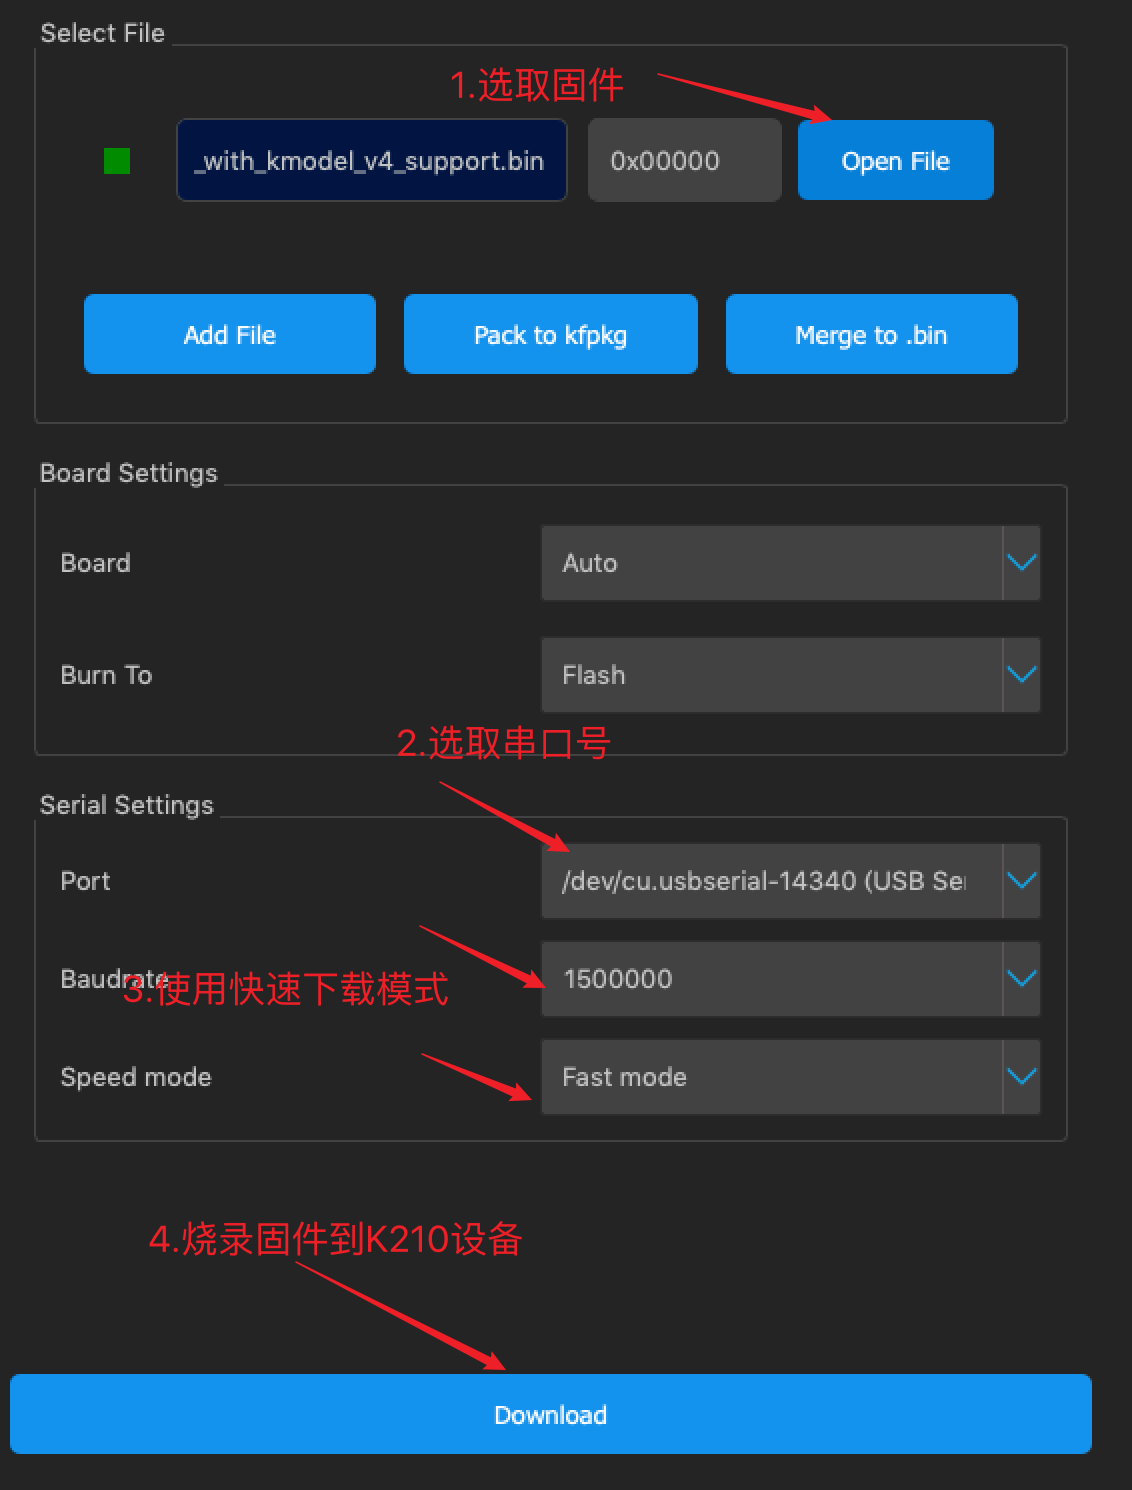 Select File
1.选取固件
_with_kmodel_v4_support.bin
0x00000
Open File
Add File
Pack to kfpkg
Merge to .bin
Board Settings
Board
Auto
Burn To
Flash
2.选取串口号
Serial Settings
Port
/dev/cu.usbserial-14340 (USB Ser
Baudrate
3.使用快速下载模式
1500000
Speed mode
Fast mode
4.烧录固件到K210设备
Download